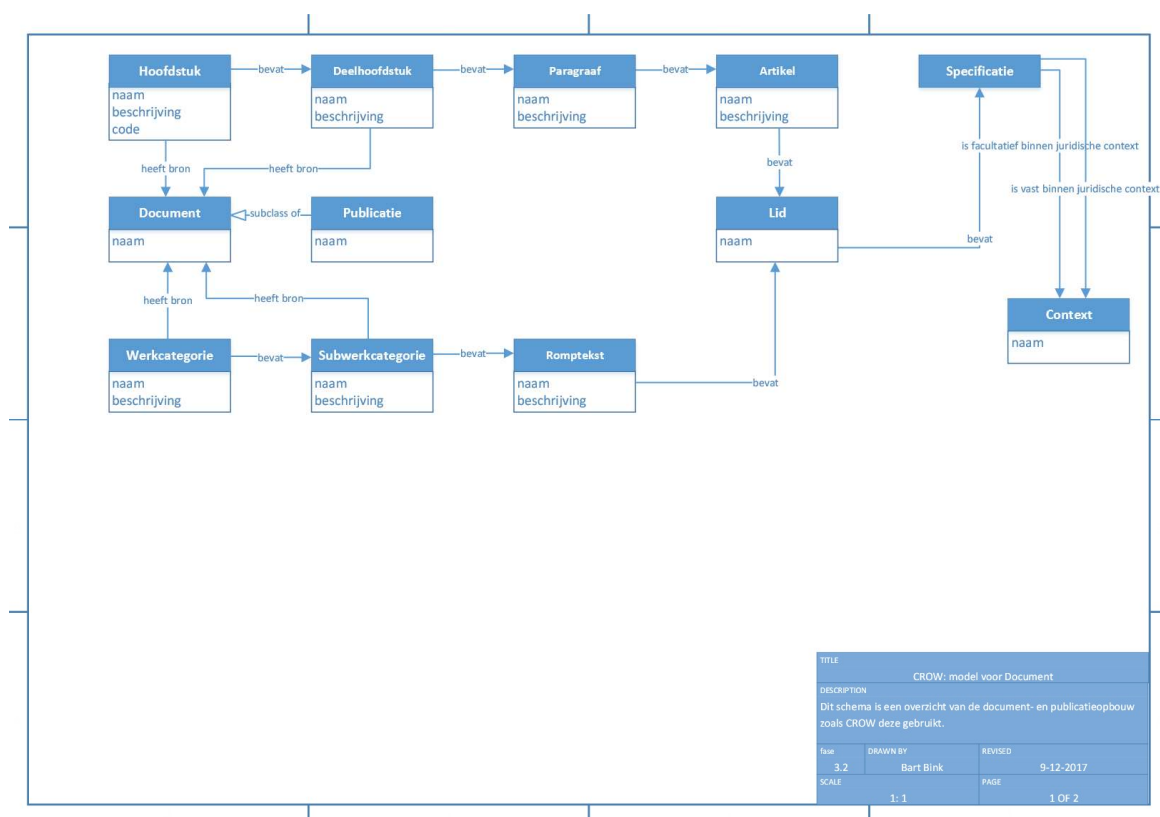 Hoofdstuk
naam
beschrijving
code
bevat
Deelhoofdstuk
naam
beschrijving
bevat
Paragraaf
naam
beschrijving
bevat
Artikel
naam
beschrijving
Specificatie
is facultatief binnen juridische context
is vast binnen juridische context
heeft bron
heeft bron
bevat
Document
naam
subclass of
Publicatie
naam
Lid
naam
bevat
heeft bron
heeft bron
Context
naam
Werkcategorie
naam
beschrijving
bevat
Subwerkcategorie
naam
beschrijving
bevat
Romptekst
naam
beschrijving
bevat
TITLE
CROW: model voor Document
DESCRIPTION
Dit schema is een overzicht van de document- en publicatieopbouw
zoals CROW deze gebruikt.
fase
3.2
DRAWN BY
Bart Bink
REVISED
9-12-2017
SCALE
1: 1
PAGE
1 OF 2